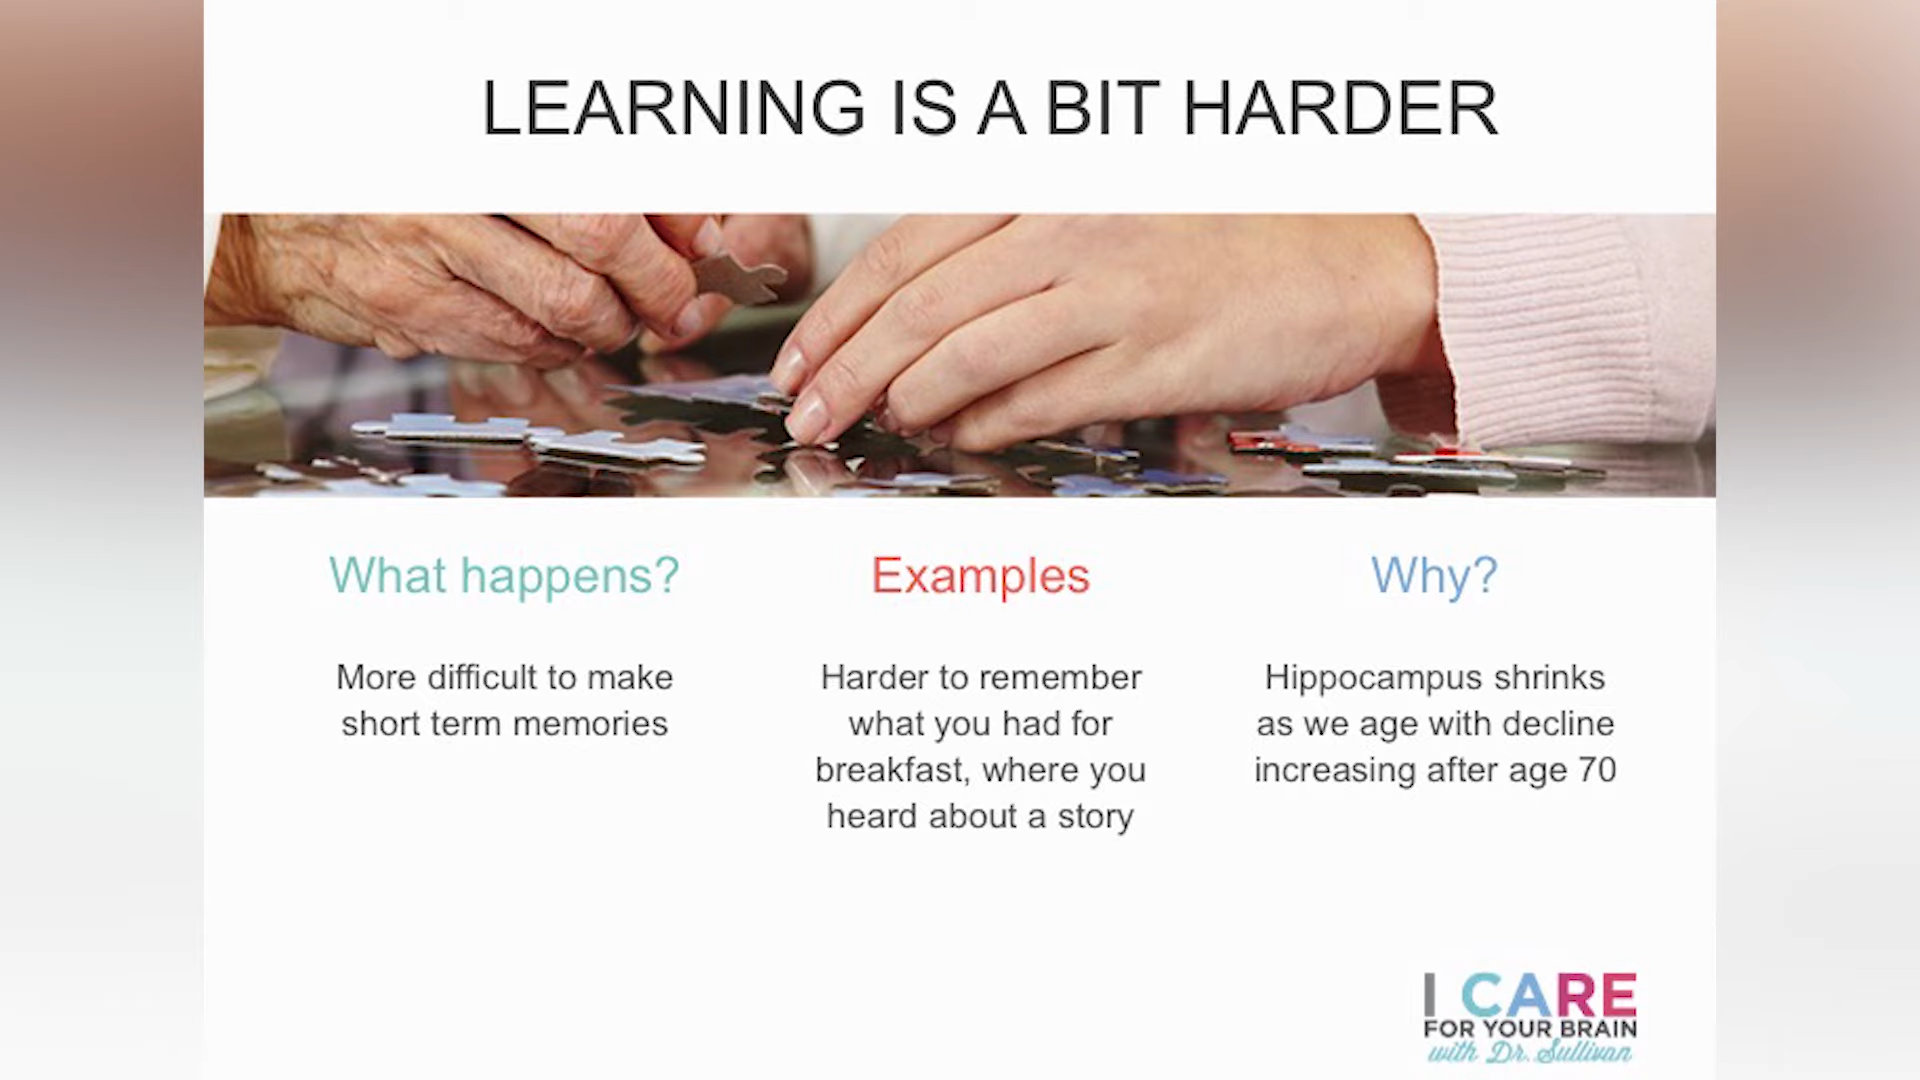 LEARNING IS A BIT HARDER
What happens?
More difficult to make
short term memories
Examples
Harder to remember
what you had for
breakfast, where you
heard about a story
Why?
Hippocampus shrinks
as we age with decline
increasing after age 70
I CARE
FOR YOUR BRAIN
with Dr. Sullivan